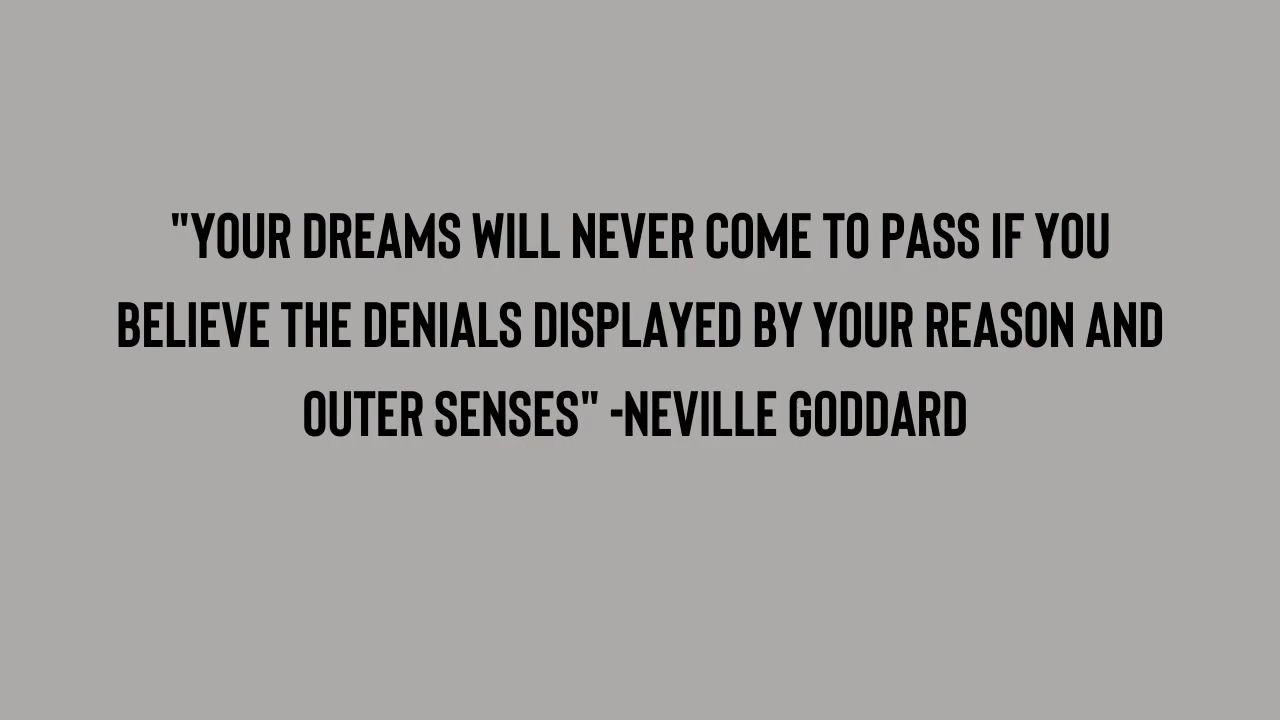 "YOUR DREAMS WILL NEVER COME TO PASS IF YOU
BELIEVE THE DENIALS DISPLAYED BY YOUR REASON AND
OUTER SENSES" -NEVILLE GODDARD